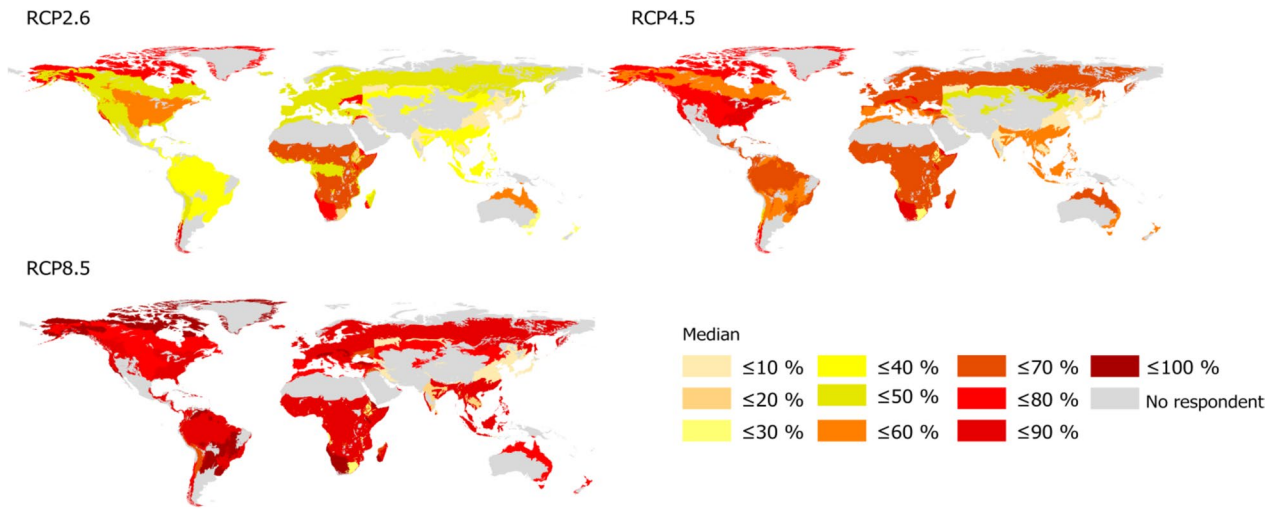 RCP2.6
RCP4.5
RCP8.5
Median
≤10 %
≤20 %
≤30 %
≤40 %
≤50 %
≤60 %
≤70 %
≤80 %
≤90 %
≤100 %
No respondent